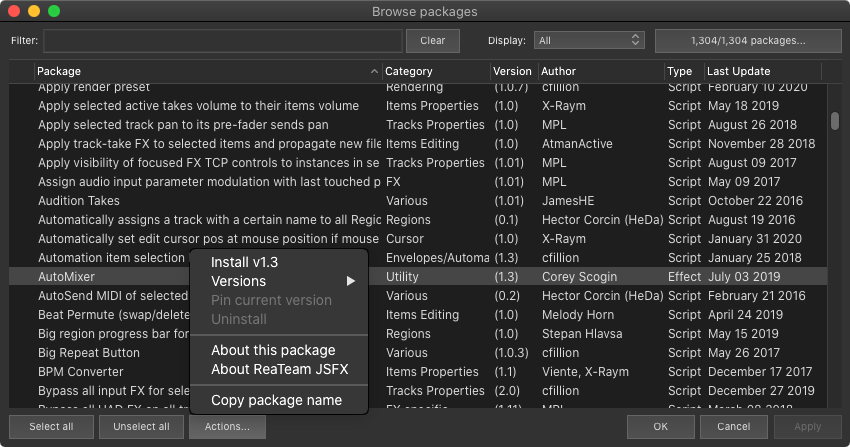 Browse packages
Filter: Clear Display: All 1,304/1,304 packages...
Package Category Version Author Type Last Update
Apply render preset Rendering (1.0.7) cfillion Script February 10 2020
Apply selected active takes volume to their items volume Items Properties (1.0) X-Raym Script May 18 2019
Apply selected track pan to its pre-fader sends pan Tracks Properties (1.0) MPL Script August 26 2018
Apply track-take FX to selected items and propagate new file Items Editing (1.0) AtmanActive Script November 28 2018
Apply visibility of focused FX TCP controls to instances in se Tracks Properties (1.01) MPL Script August 09 2017
Assign audio input parameter modulation with last touched p FX (1.01) MPL Script May 09 2017
Audition Takes Various (1.01) JamesHE Script October 22 2016
Automatically assigns a track with a certain name to all Regic Regions (0.1) Hector Corcin (HeDa) Script August 19 2016
Automatically set edit cursor pos at mouse position if mouse Cursor (1.0) X-Raym Script January 31 2020
Automation item selection Envelopes/Automa (1.3) cfillion Script January 25 2018
AutoMixer Utility (1.3) Corey Scogin Effect July 03 2019
AutoSend MIDI of selected Various (0.2) Hector Corcin (HeDa) Script February 21 2016
Beat Permute (swap/delete Items Editing (1.0) Melody Horn Script April 24 2019
Big region progress bar for Regions (1.0) Stepan Hlavsa Script May 15 2019
Big Repeat Button Various (1.0.3) cfillion Script May 26 2017
BPM Converter Items Properties (1.1) Viente, X-Raym Script December 17 2017
Bypass all input FX for sele Tracks Properties (2.0) cfillion Script December 27 2019
Bypass all UAD FX on all tr FX specific (1.11) MPL Script March 08 2018
Install v1.3
Versions
Pin current version
Uninstall
About this package
About ReaTeam JSFX
Copy package name
Select all Unselect all Actions... OK Cancel Apply